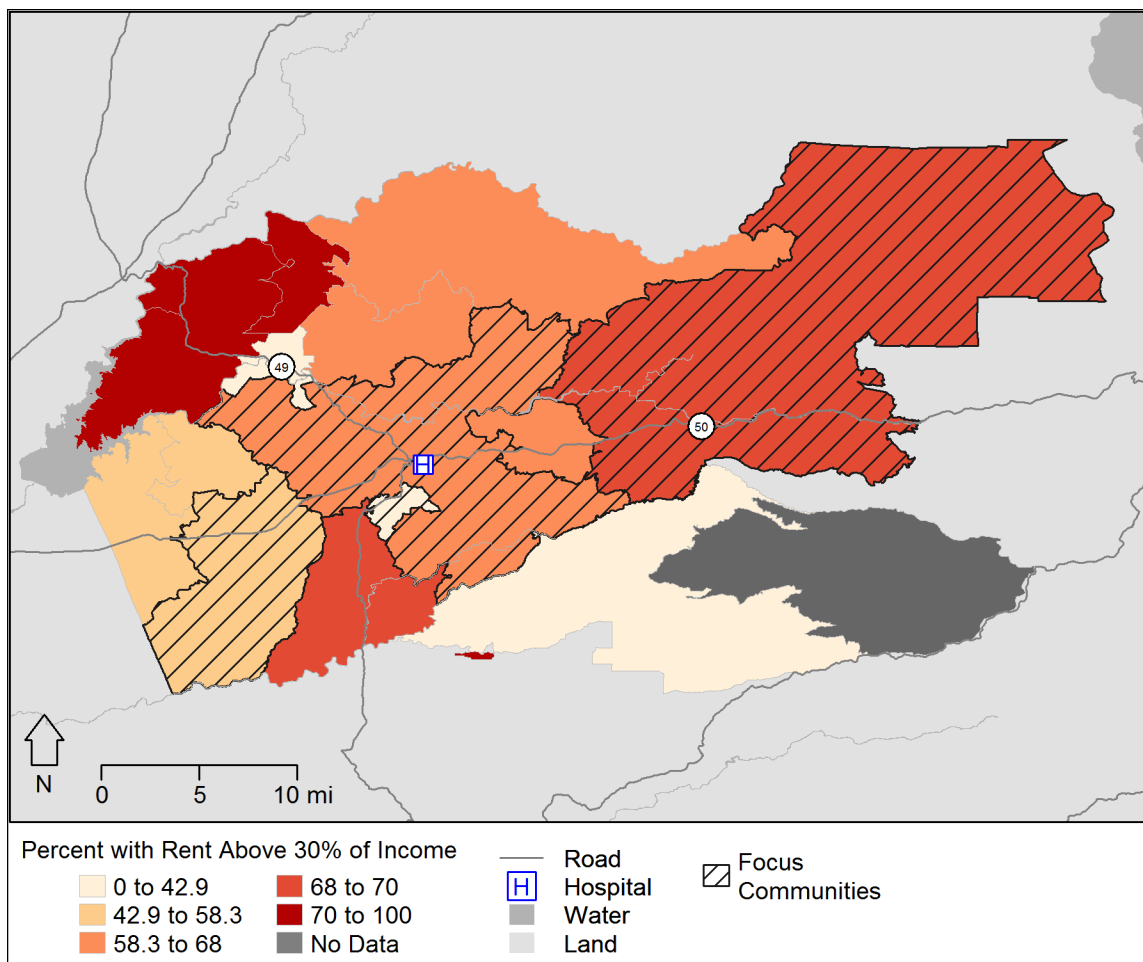 49
50
H
N
0 5 10 mi
Percent with Rent Above 30% of Income
0 to 42.9
42.9 to 58.3
58.3 to 68
68 to 70
70 to 100
No Data
Road
H Hospital
Water
Land
Focus
Communities